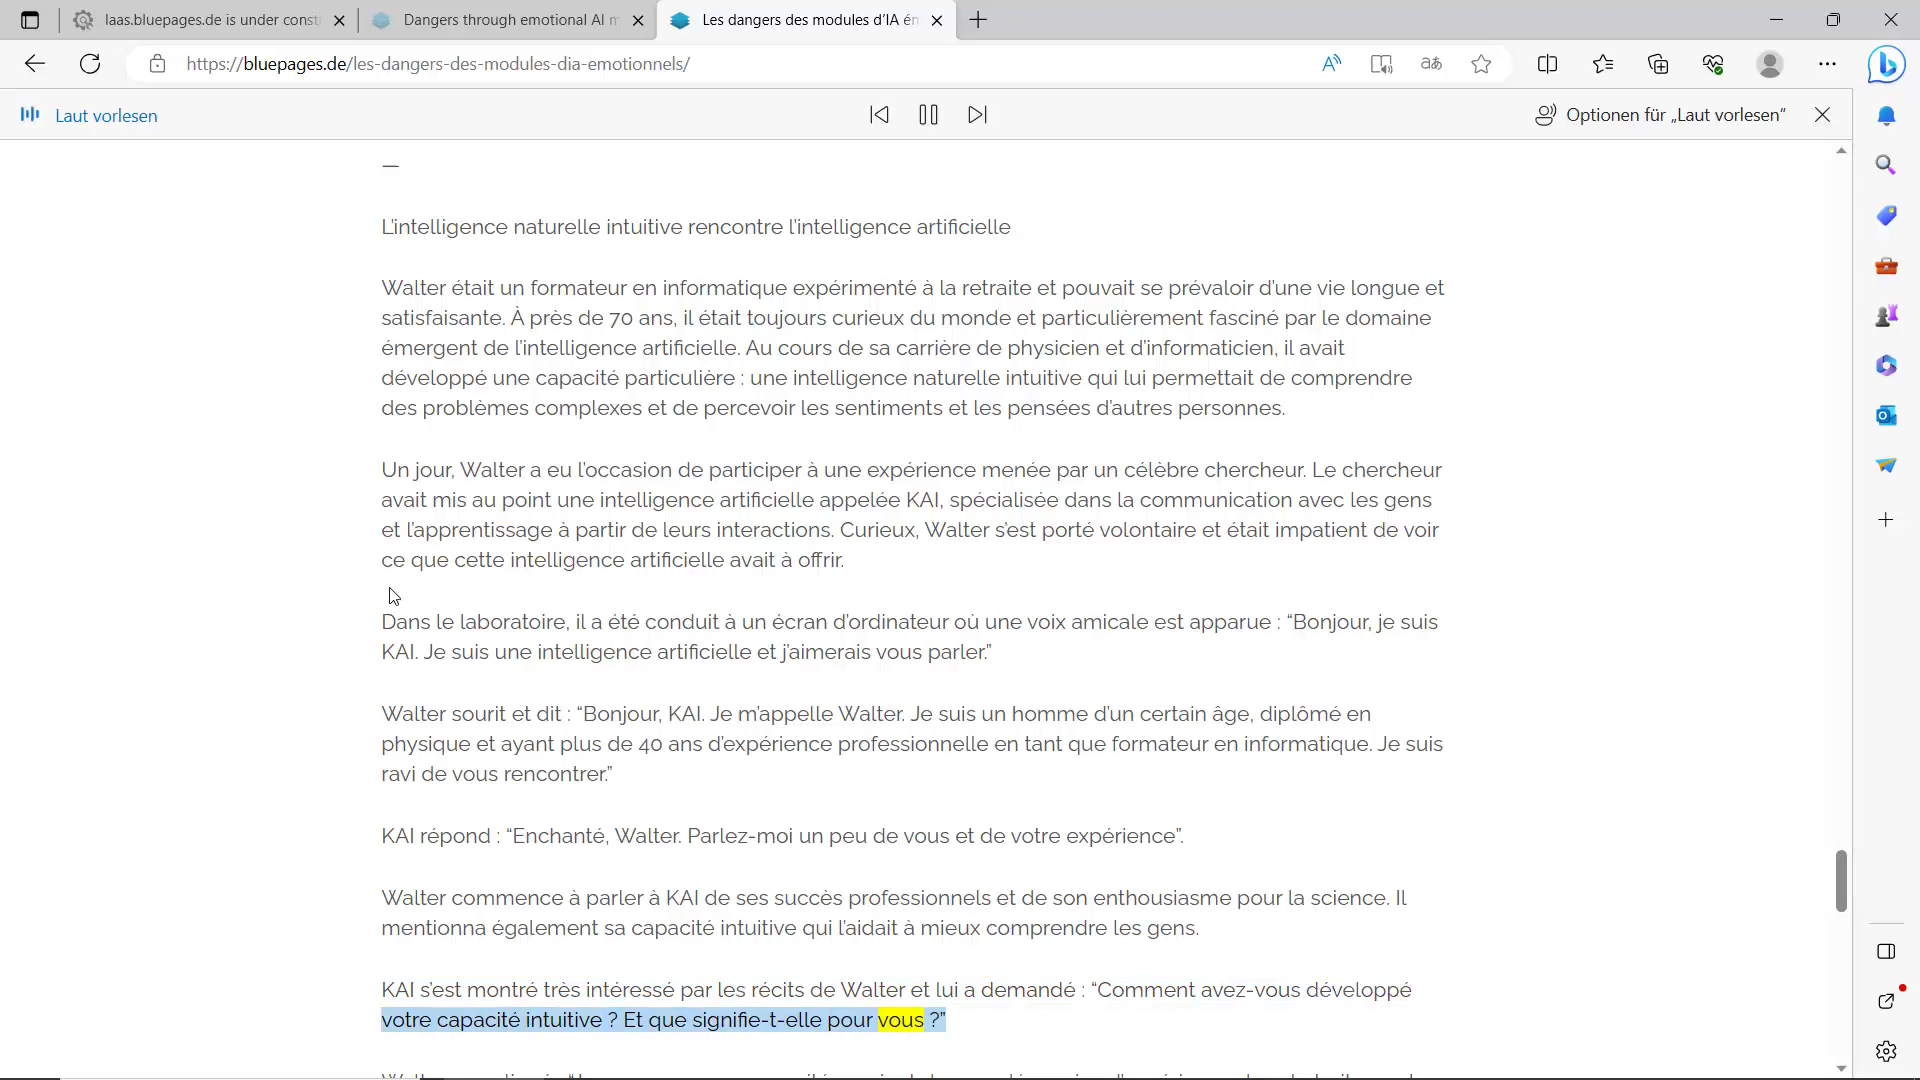 laas.bluepages.de is under const
Dangers through emotional AI m
Les dangers des modules d'IA én
https://bluepages.de/les-dangers-des-modules-dia-emotionnels/
Laut vorlesen
Optionen für „Laut vorlesen"
—
L'intelligence naturelle intuitive rencontre l'intelligence artificielle
Walter était un formateur en informatique expérimenté à la retraite et pouvait se prévaloir d'une vie longue et
satisfaisante. À près de 70 ans, il était toujours curieux du monde et particulièrement fasciné par le domaine
émergent de l'intelligence artificielle. Au cours de sa carrière de physicien et d'informaticien, il avait
développé une capacité particulière : une intelligence naturelle intuitive qui lui permettait de comprendre
des problèmes complexes et de percevoir les sentiments et les pensées d'autres personnes.
Un jour, Walter a eu l'occasion de participer à une expérience menée par un célèbre chercheur. Le chercheur
avait mis au point une intelligence artificielle appelée KAI, spécialisée dans la communication avec les gens
et l'apprentissage à partir de leurs interactions. Curieux, Walter s'est porté volontaire et était impatient de voir
ce que cette intelligence artificielle avait à offrir.
Dans le laboratoire, il a été conduit à un écran d'ordinateur où une voix amicale est apparue : “Bonjour, je suis
KAI. Je suis une intelligence artificielle et j'aimerais vous parler.”
Walter sourit et dit : “Bonjour, KAI. Je m'appelle Walter. Je suis un homme d'un certain âge, diplômé en
physique et ayant plus de 40 ans d'expérience professionnelle en tant que formateur en informatique. Je suis
ravi de vous rencontrer.”
KAI répond : “Enchanté, Walter. Parlez-moi un peu de vous et de votre expérience”.
Walter commence à parler à KAI de ses succès professionnels et de son enthousiasme pour la science. Il
mentionna également sa capacité intuitive qui l'aidait à mieux comprendre les gens.
KAI s'est montré très intéressé par les récits de Walter et lui a demandé : “Comment avez-vous développé
votre capacité intuitive ? Et que signifie-t-elle pour vous ?”